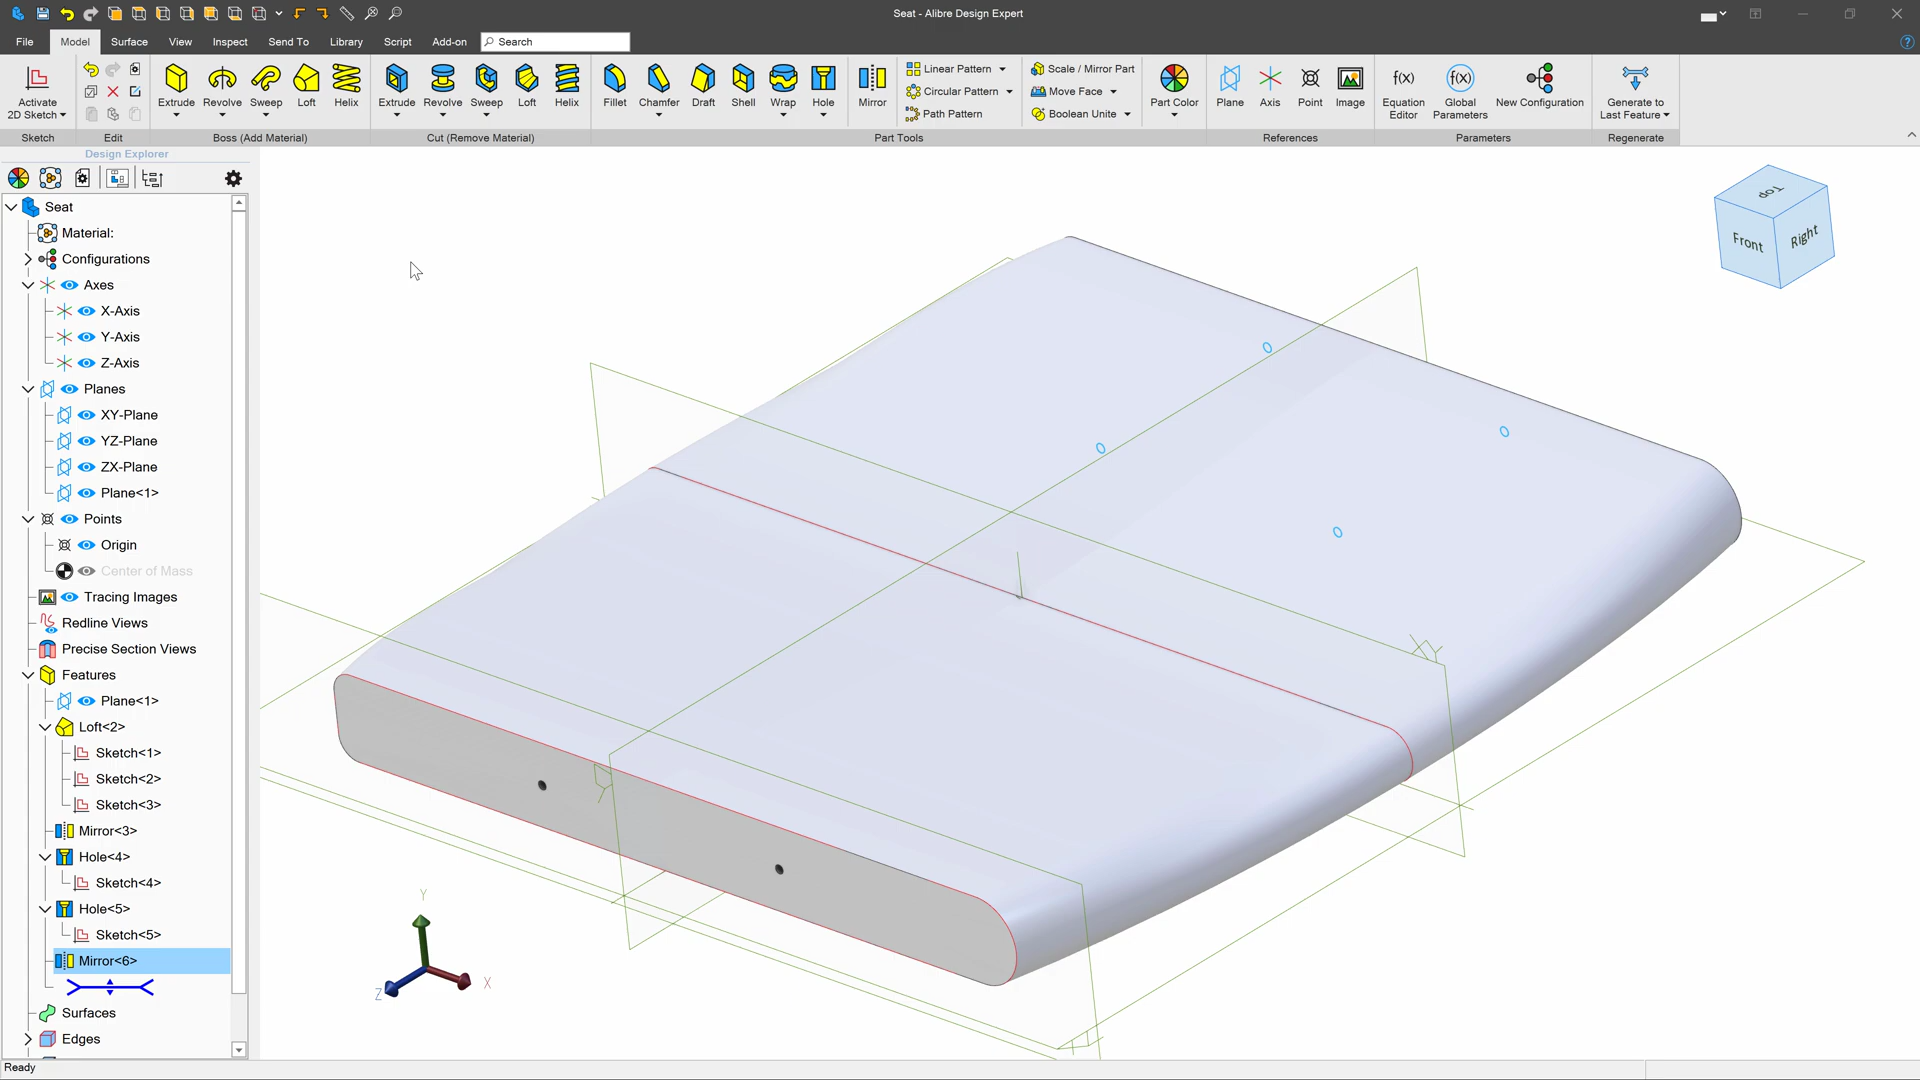 Seat - Alibre Design Expert
File Model Surface View Inspect Send To Library Script Add-on Search
Activate 2D Sketch
Sketch
Edit
Extrude Revolve Sweep Loft Helix
Boss (Add Material)
Extrude Revolve Sweep Loft Helix
Cut (Remove Material)
Fillet Chamfer Draft Shell Wrap Hole Mirror
Linear Pattern
Circular Pattern
Path Pattern
Scale / Mirror Part
Move Face
Boolean Unite
Part Tools
Part Color
Plane Axis Point Image
References
Equation Editor
Global Parameters
New Configuration
Parameters
Generate to Last Feature
Regenerate
Design Explorer
Seat
Material:
Configurations
Axes
X-Axis
Y-Axis
Z-Axis
Planes
XY-Plane
YZ-Plane
ZX-Plane
Plane<1>
Points
Origin
Center of Mass
Tracing Images
Redline Views
Precise Section Views
Features
Plane<1>
Loft<2>
Sketch<1>
Sketch<2>
Sketch<3>
Mirror<3>
Hole<4>
Sketch<4>
Hole<5>
Sketch<5>
Mirror<6>
Surfaces
Edges
Top
Front
Right
Y
X
Z
Ready